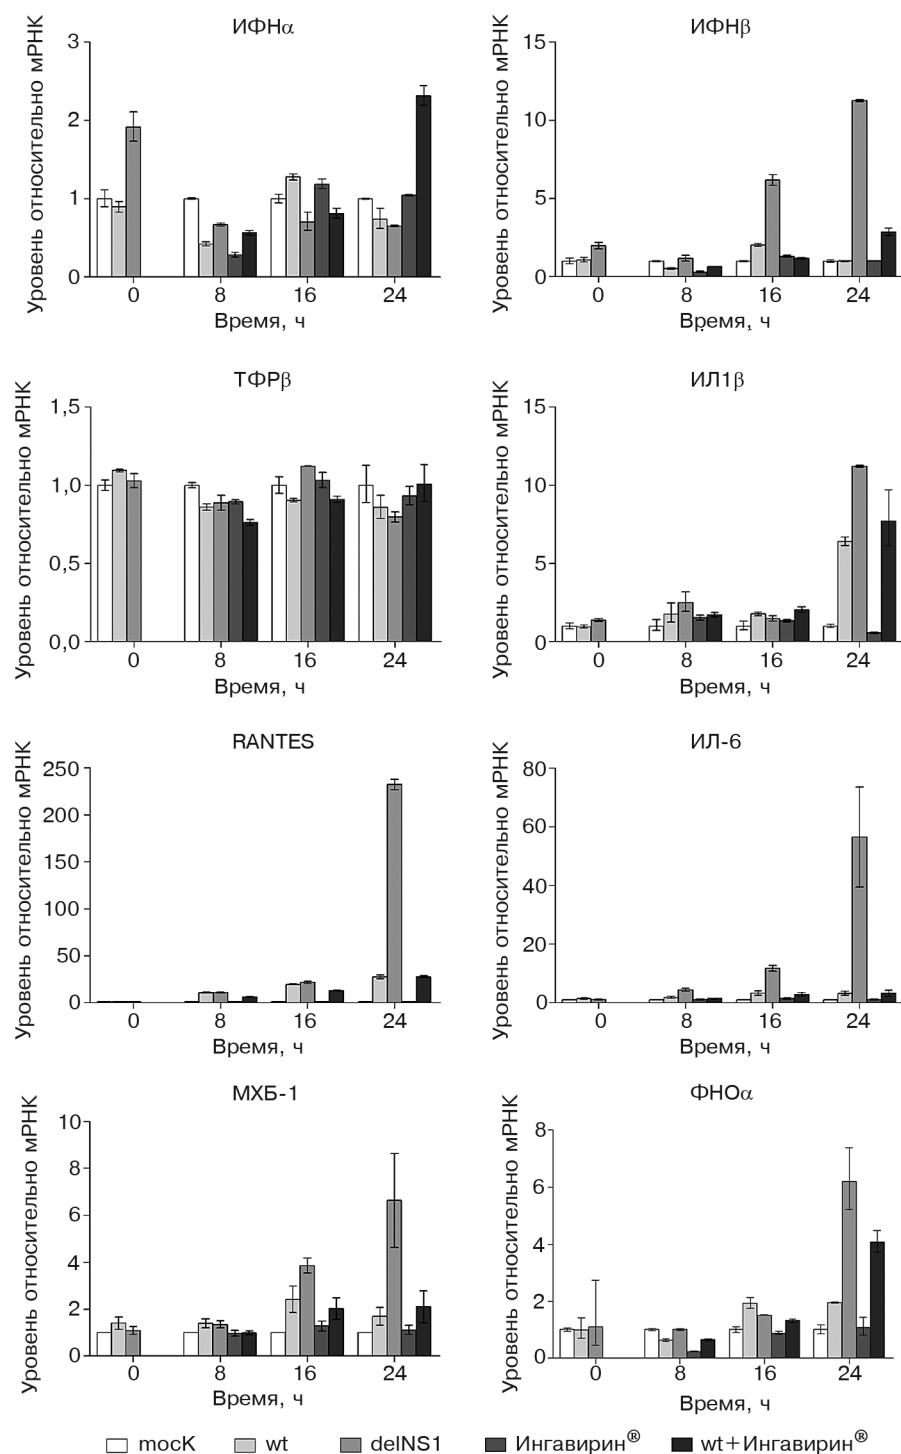 ИФНα
ИФНβ
Уровень относительно мРНК
3
2
1
0
0
8
16
24
Время, ч
Уровень относительно мРНК
15
10
5
0
0
8
16
24
Время, ч
ТФРβ
ИЛ1β
Уровень относительно мРНК
1,5
1,0
0,5
0,0
0
8
16
24
Время, ч
Уровень относительно мРНК
15
10
5
0
0
8
16
24
Время, ч
RANTES
ИЛ-6
Уровень относительно мРНК
250
200
150
100
50
0
0
8
16
24
Время, ч
Уровень относительно мРНК
80
60
40
20
0
0
8
16
24
Время, ч
МХБ-1
ФНОα
Уровень относительно мРНК
10
8
6
4
2
0
0
8
16
24
Время, ч
Уровень относительно мРНК
8
6
4
2
0
0
8
16
24
Время, ч
mocK wt delNS1 Ингавирин® wt+Ингавирин®